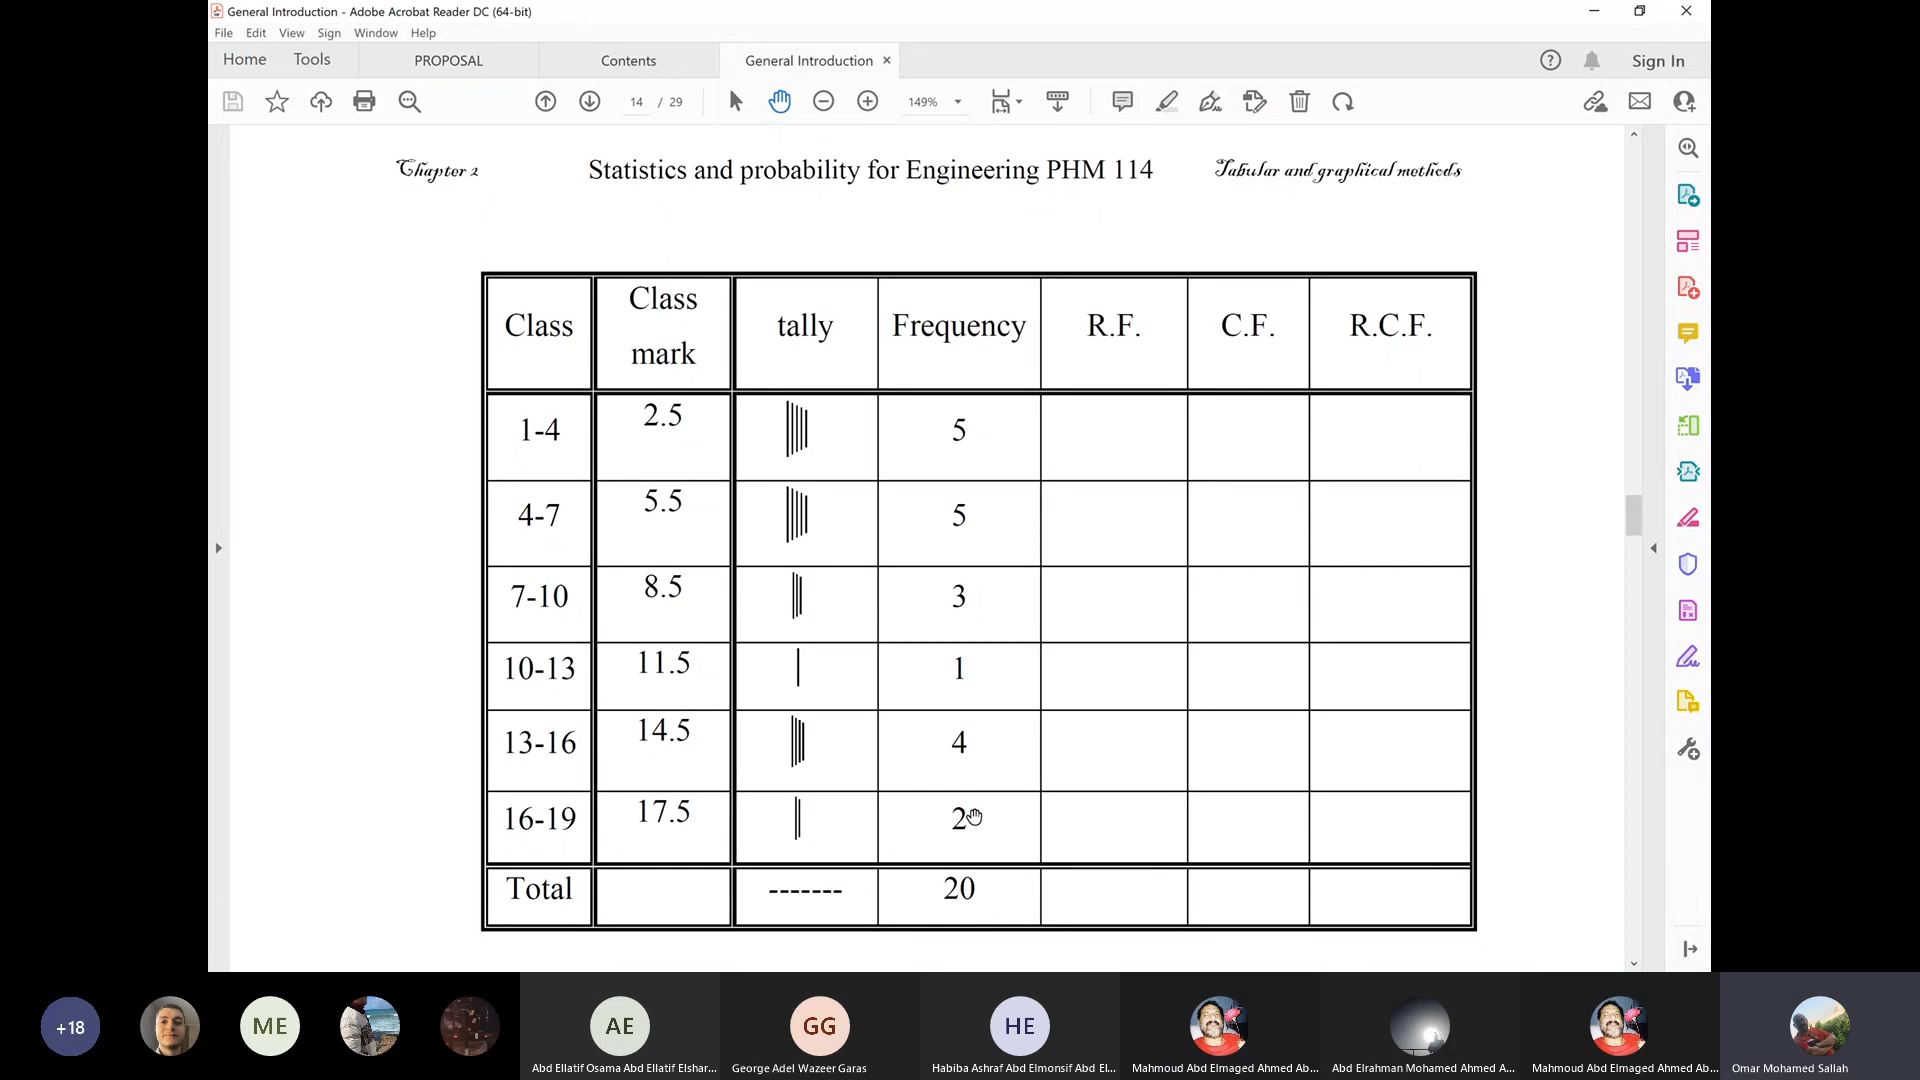 General Introduction - Adobe Acrobat Reader DC (64-bit)
File Edit View Sign Window Help
Home Tools PROPOSAL Contents General Introduction × Sign In
14 / 29 149%
Chapter 2 Statistics and probability for Engineering PHM 114 Tabular and graphical methods
Class Class mark tally Frequency R.F. C.F. R.C.F.
1-4 2.5 5
4-7 5.5 5
7-10 8.5 3
10-13 11.5 1
13-16 14.5 4
16-19 17.5 2
Total ------- 20
+18 ME AE GG HE
Abd Ellatif Osama Abd Ellatif Elshar... George Adel Wazeer Garas Habiba Ashraf Abd Elmonsif Abd El... Mahmoud Abd Elmaged Ahmed Ab... Abd Elrahman Mohamed Ahmed A... Mahmoud Abd Elmaged Ahmed Ab... Omar Mohamed Sallah